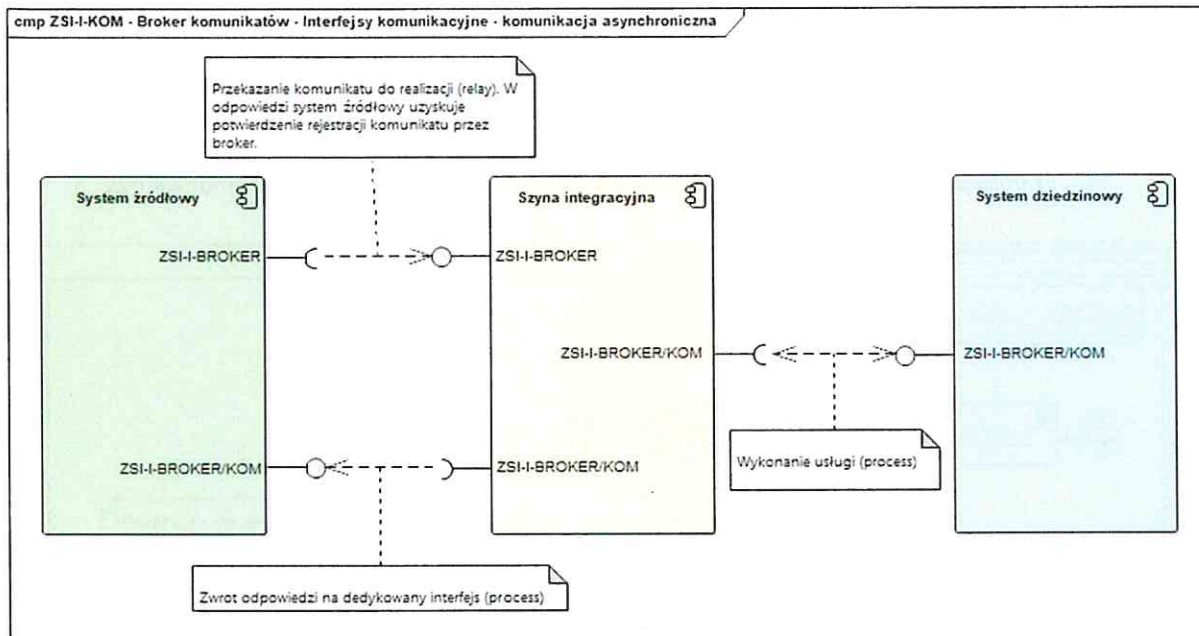 cmp ZSI-I-KOM - Broker komunikatów - Interfejsy komunikacyjne - komunikacja asynchroniczna
Przekazanie komunikatu do realizacji (relay). W
odpowiedzi system źródłowy uzyskuje
potwierdzenie rejestracji komunikatu przez
broker.
System źródłowy
Szyna integracyjna
System dziedzinowy
ZSI-I-BROKER
ZSI-I-BROKER
ZSI-I-BROKER/KOM
ZSI-I-BROKER/KOM
ZSI-I-BROKER/KOM
ZSI-I-BROKER/KOM
Wykonanie usługi (process)
Zwrot odpowiedzi na dedykowany interfejs (process)